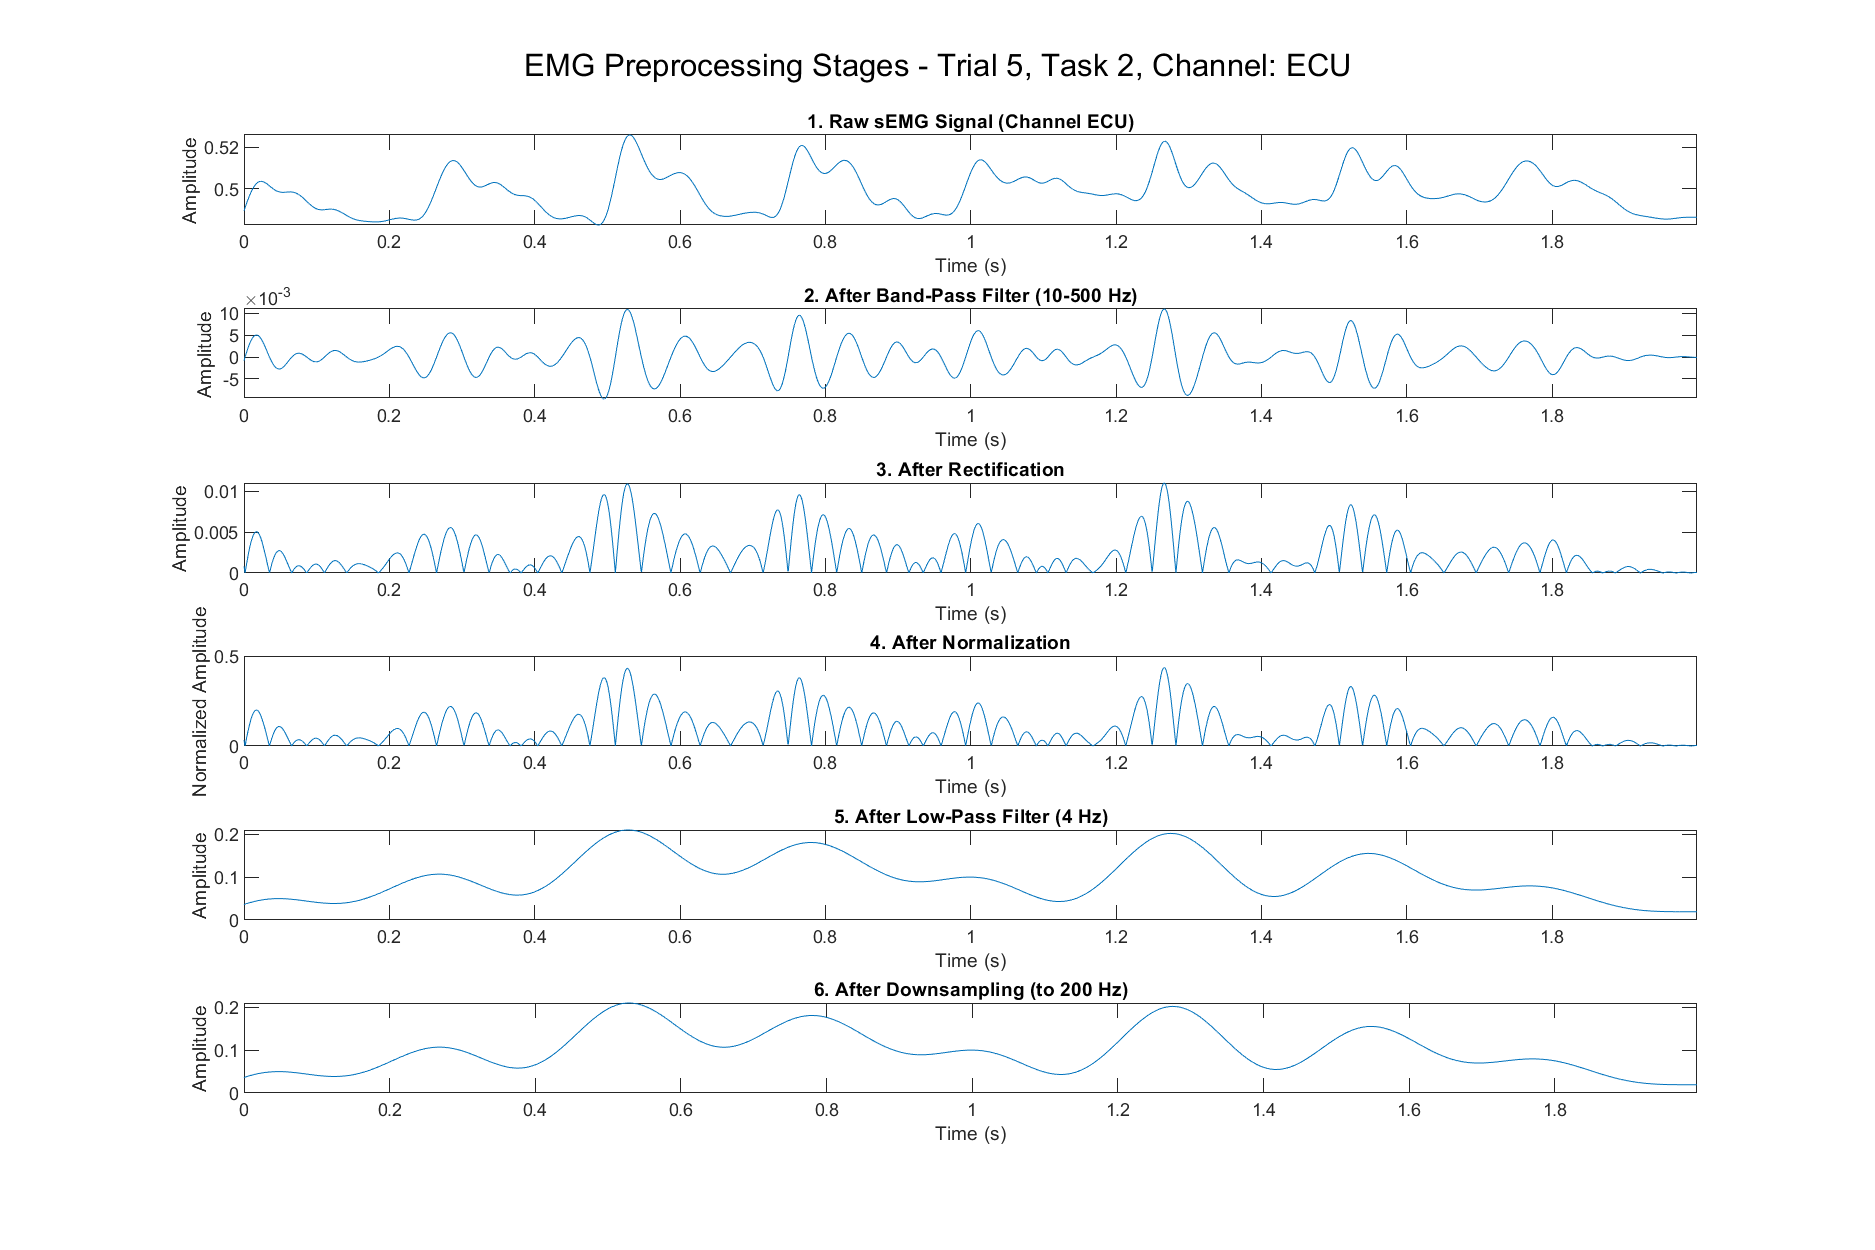 EMG Preprocessing Stages - Trial 5, Task 2, Channel: ECU
1. Raw sEMG Signal (Channel ECU)
Amplitude
0.52
0.5
0 0.2 0.4 0.6 0.8 1 1.2 1.4 1.6 1.8
Time (s)
2. After Band-Pass Filter (10-500 Hz)
×10-3
Amplitude
10
5
0
-5
0 0.2 0.4 0.6 0.8 1 1.2 1.4 1.6 1.8
Time (s)
3. After Rectification
Amplitude
0.01
0.005
0
0 0.2 0.4 0.6 0.8 1 1.2 1.4 1.6 1.8
Time (s)
4. After Normalization
Normalized Amplitude
0.5
0
0 0.2 0.4 0.6 0.8 1 1.2 1.4 1.6 1.8
Time (s)
5. After Low-Pass Filter (4 Hz)
Amplitude
0.2
0.1
0
0 0.2 0.4 0.6 0.8 1 1.2 1.4 1.6 1.8
Time (s)
6. After Downsampling (to 200 Hz)
Amplitude
0.2
0.1
0
0 0.2 0.4 0.6 0.8 1 1.2 1.4 1.6 1.8
Time (s)